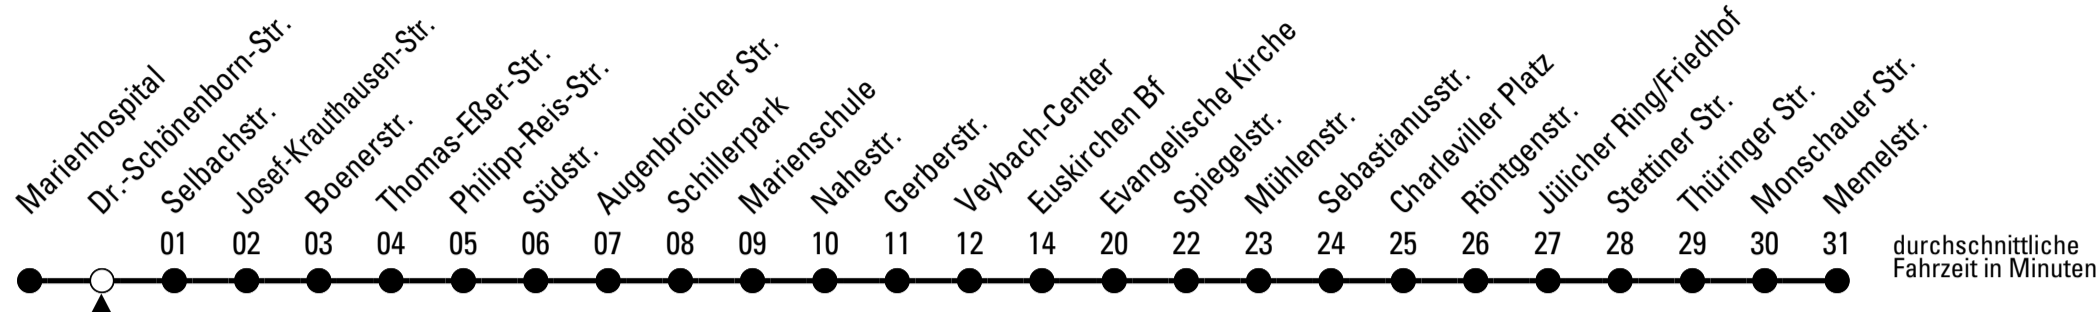 Marienhospital
Dr.-Schönenborn-Str.
Selbachstr.
Josef-Krauthausen-Str.
Boenerstr.
Thomas-Eßer-Str.
Philipp-Reis-Str.
Südstr.
Augenbroicher Str.
Schillerpark
Marienschule
Nahestr.
Gerberstr.
Veybach-Center
Euskirchen Bf
Evangelische Kirche
Spiegelstr.
Mühlenstr.
Sebastianusstr.
Charleviller Platz
Röntgenstr.
Jülicher Ring/Friedhof
Stettiner Str.
Thüringer Str.
Monschauer Str.
Memelstr.
01 02 03 04 05 06 07 08 09 10 11 12 14 20 22 23 24 25 26 27 28 29 30 31
durchschnittliche
Fahrzeit in Minuten